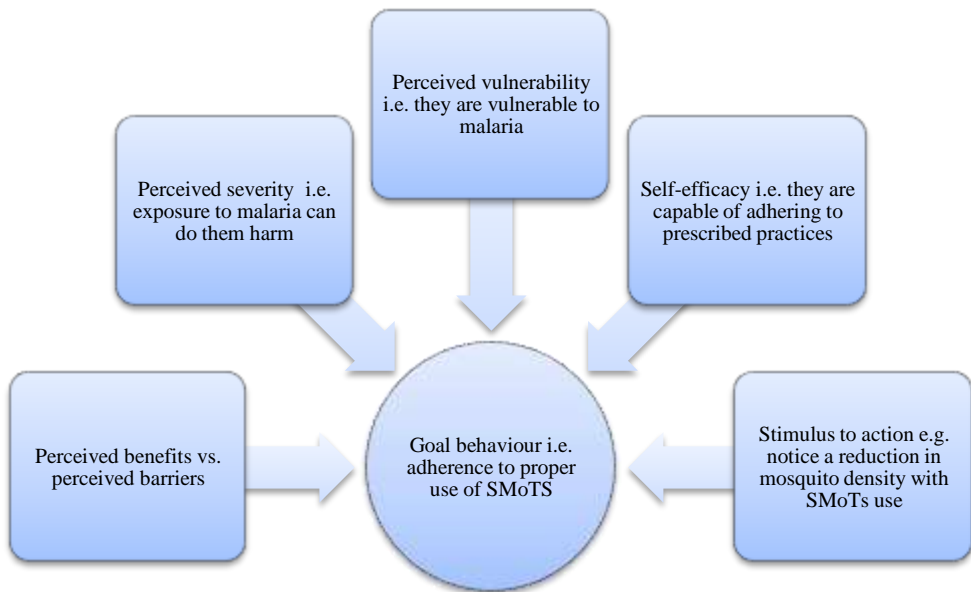 Perceived vulnerability
i.e. they are vulnerable to
malaria
Perceived severity i.e.
exposure to malaria can
do them harm
Self-efficacy i.e. they are
capable of adhering to
prescribed practices
Perceived benefits vs.
perceived barriers
Goal behaviour i.e.
adherence to proper
use of SMoTS
Stimulus to action e.g.
notice a reduction in
mosquito density with
SMoTs use